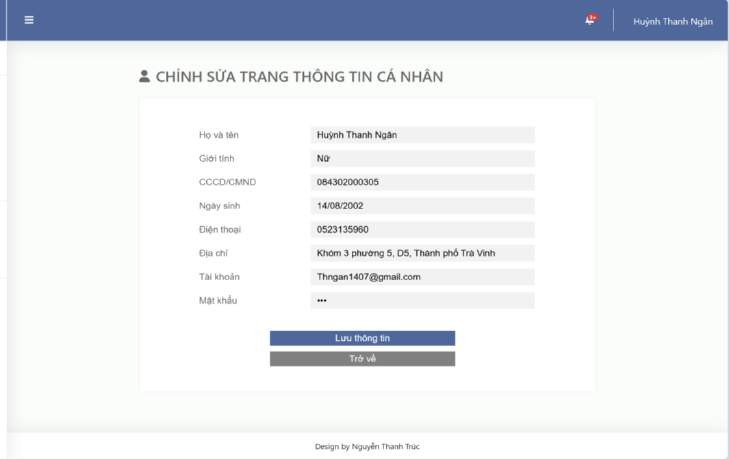 9+
Huỳnh Thanh Ngân
CHỈNH SỬA TRANG THÔNG TIN CÁ NHÂN
Họ và tên Huỳnh Thanh Ngân
Giới tính Nữ
CCCD/CMND 084302000305
Ngày sinh 14/08/2002
Điện thoại 0523135960
Địa chỉ Khóm 3 phường 5, D5, Thành phố Trà Vinh
Tài khoản Thngan1407@gmail.com
Mật khẩu •••
Lưu thông tin
Trở về
Design by Nguyễn Thanh Trúc